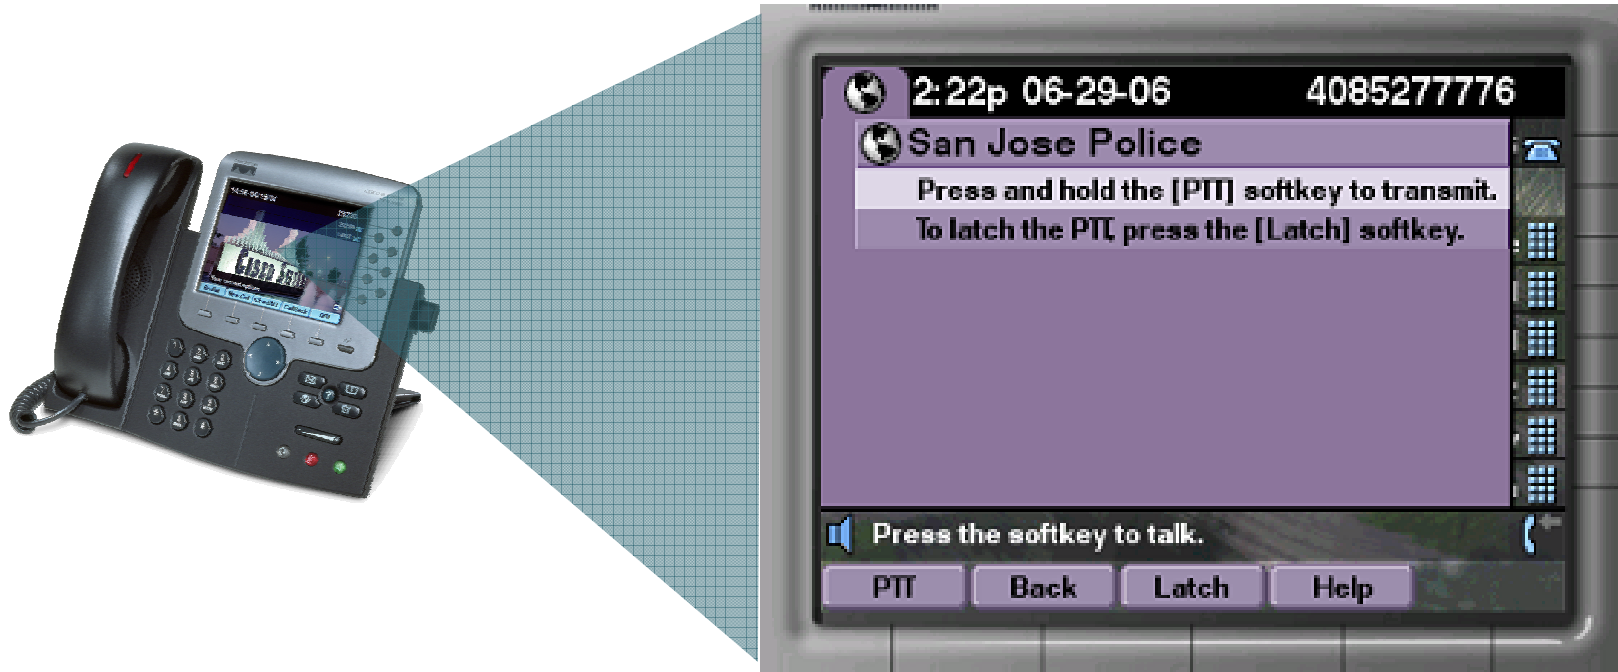 2:22p 06-29-06 4085277776
San Jose Police
Press and hold the [PTT] softkey to transmit.
To latch the PTT, press the [Latch] softkey.
Press the softkey to talk.
PTT Back Latch Help